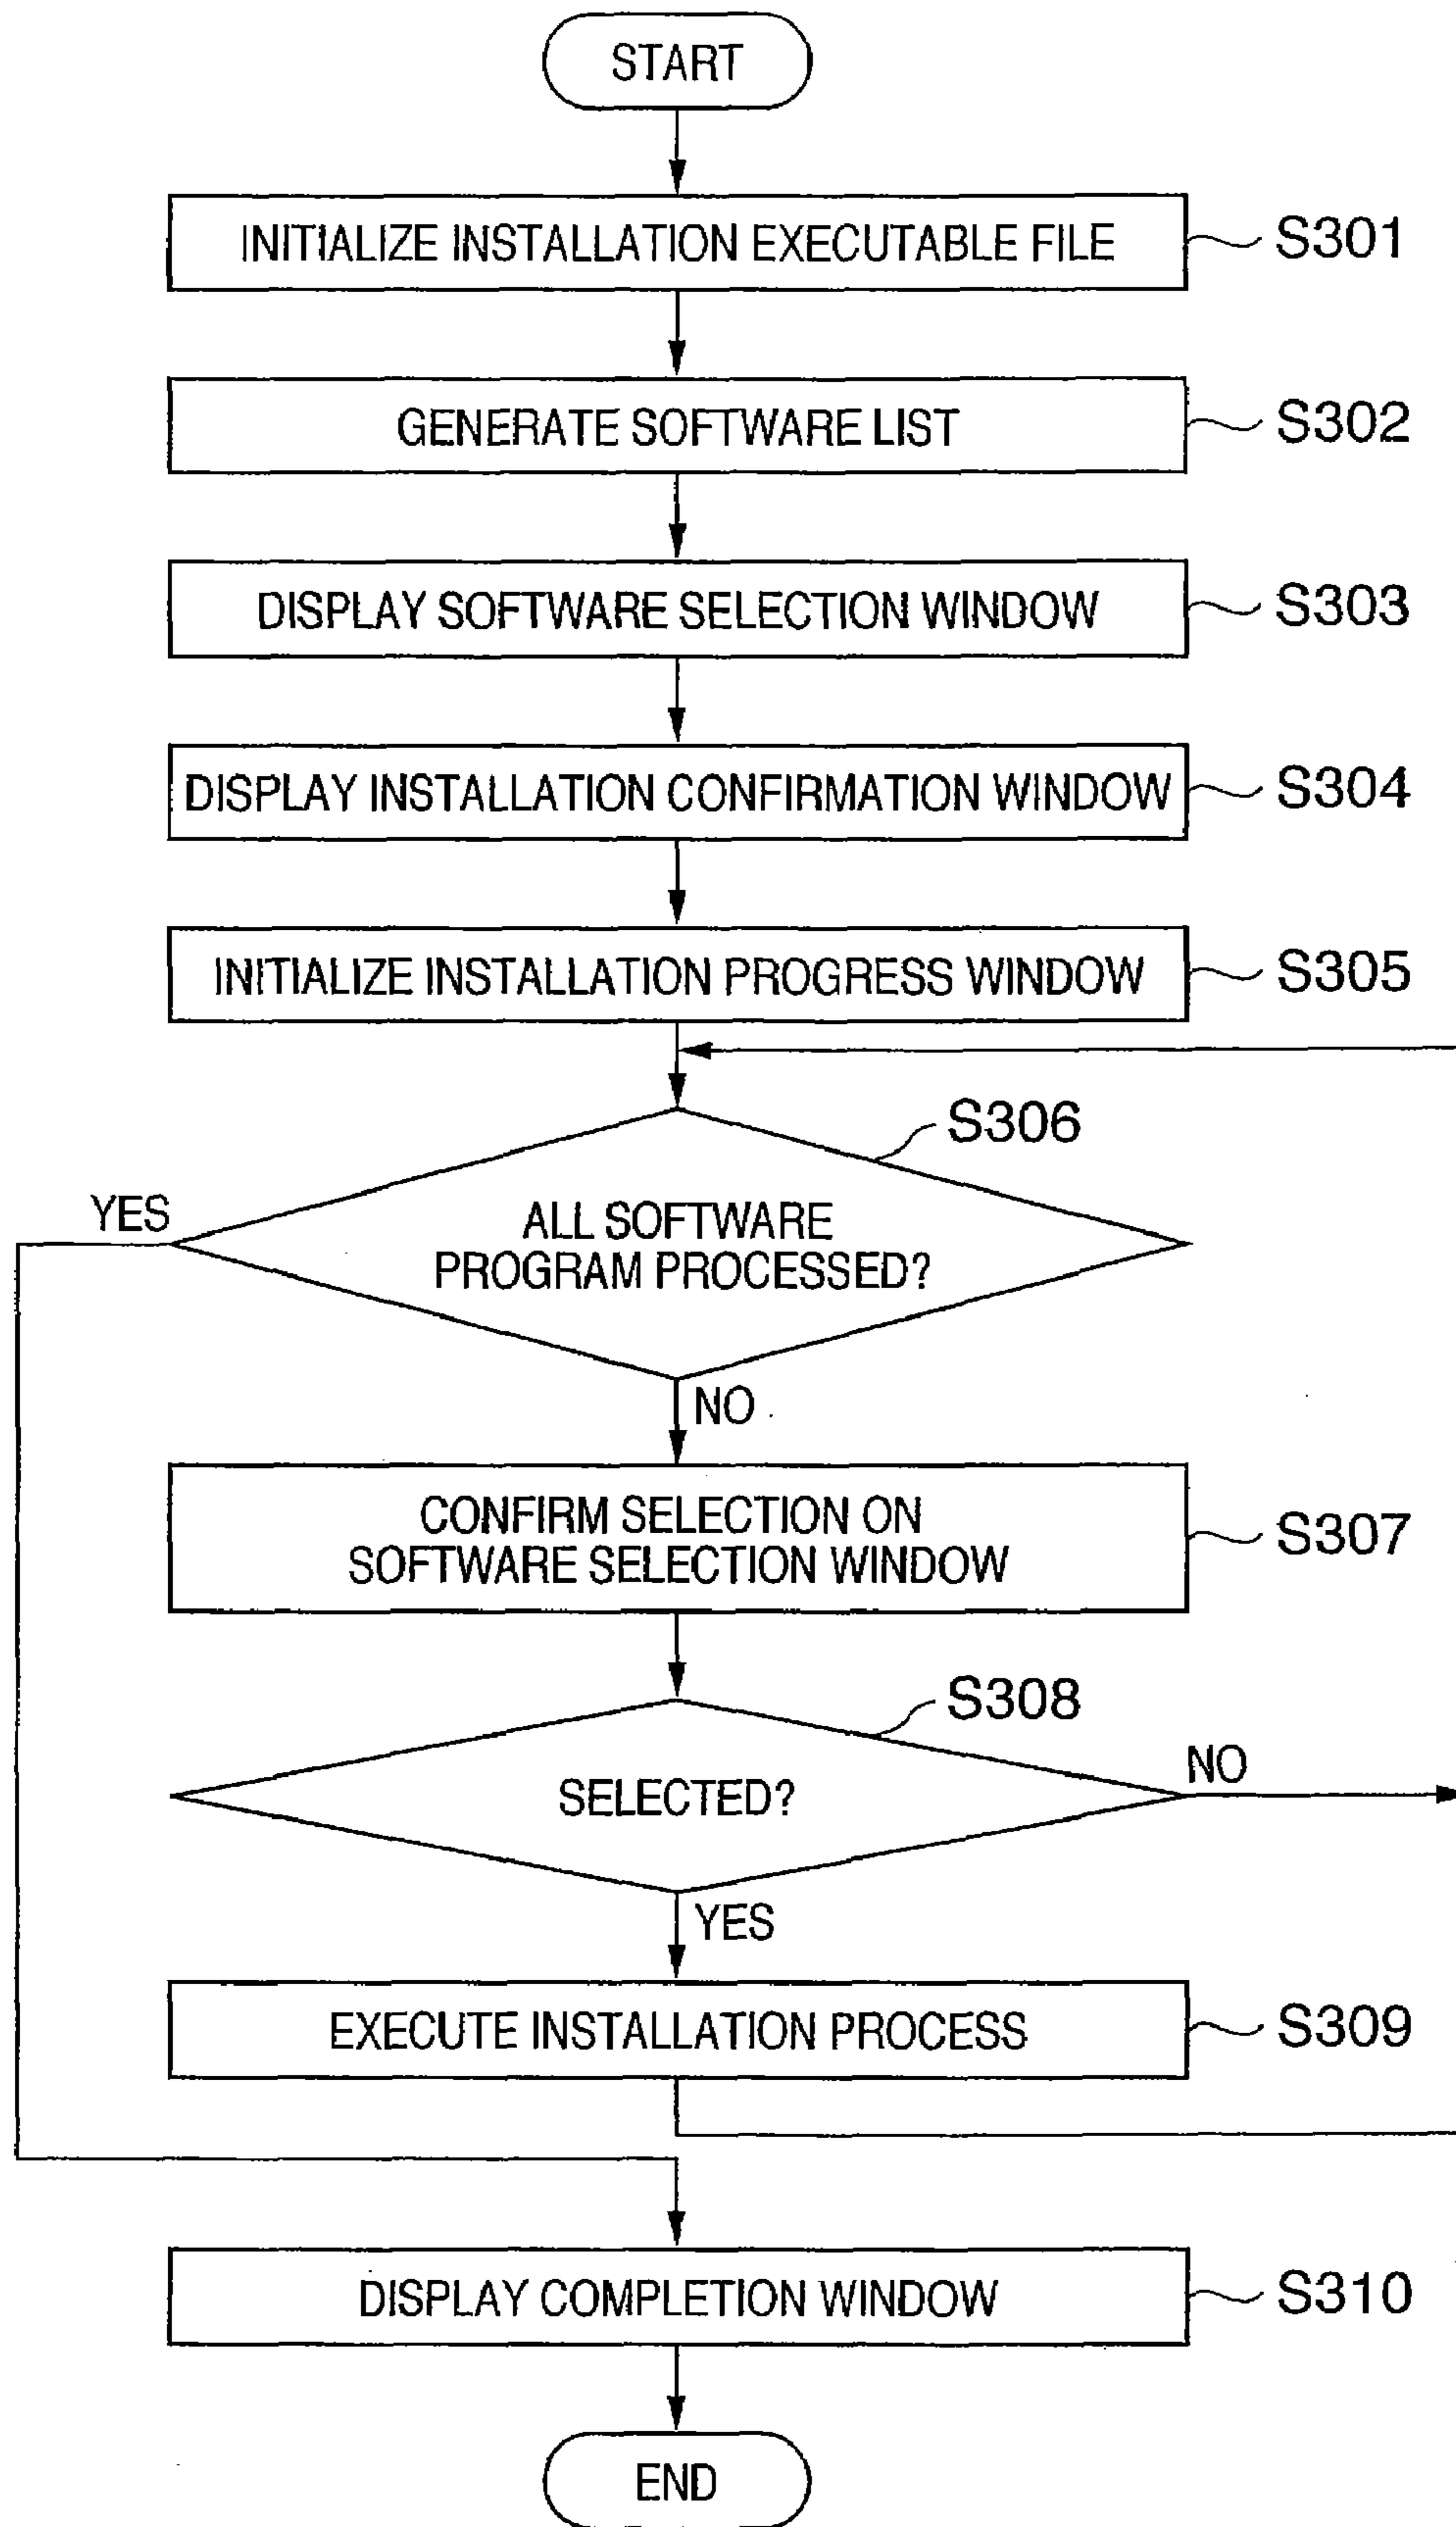 START
INITIALIZE INSTALLATION EXECUTABLE FILE
S301
GENERATE SOFTWARE LIST
S302
DISPLAY SOFTWARE SELECTION WINDOW
S303
DISPLAY INSTALLATION CONFIRMATION WINDOW
S304
INITIALIZE INSTALLATION PROGRESS WINDOW
S305
S306
YES
ALL SOFTWARE
PROGRAM PROCESSED?
NO
CONFIRM SELECTION ON
SOFTWARE SELECTION WINDOW
S307
S308
NO
SELECTED?
YES
EXECUTE INSTALLATION PROCESS
S309
DISPLAY COMPLETION WINDOW
S310
END